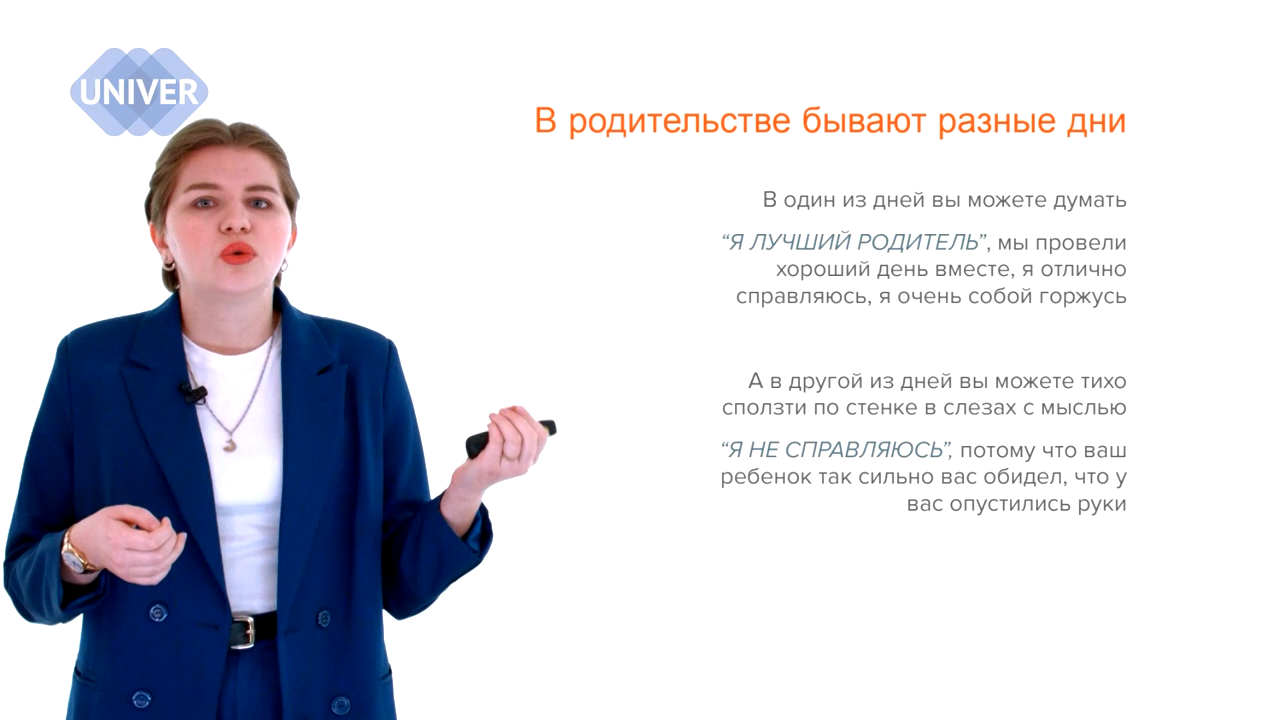 UNIVER
В родительстве бывают разные дни
В один из дней вы можете думать
“Я ЛУЧШИЙ РОДИТЕЛЬ”, мы провели
хороший день вместе, я отлично
справляюсь, я очень собой горжусь
А в другой из дней вы можете тихо
сползти по стенке в слезах с мыслью
“Я НЕ СПРАВЛЯЮСЬ”, потому что ваш
ребенок так сильно вас обидел, что у
вас опустились руки